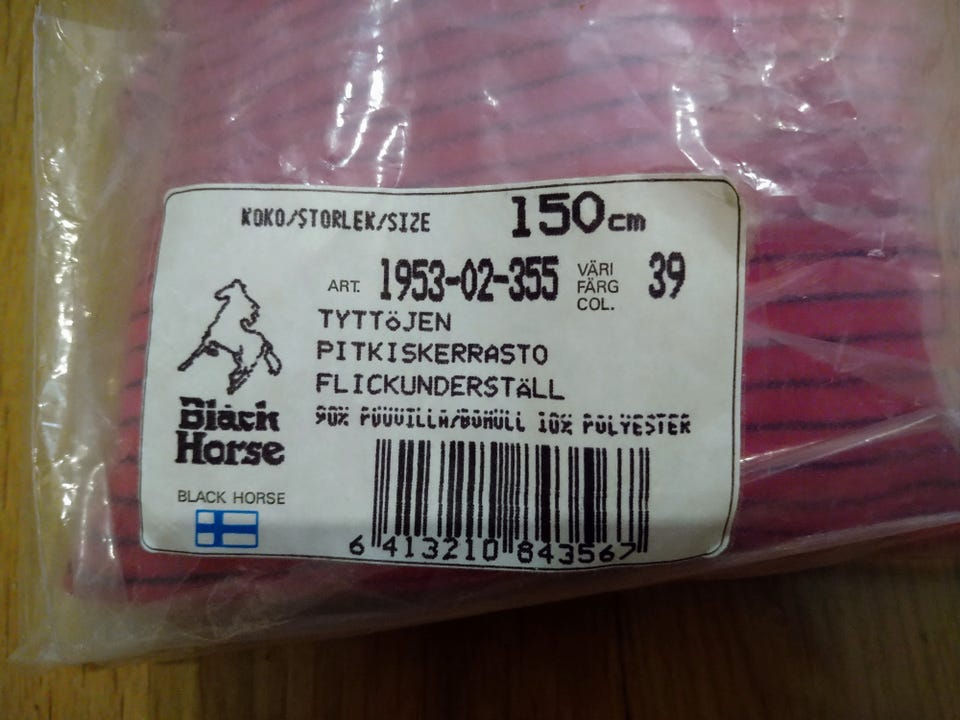 KOKO/STORLEK/SIZE 150cm
ART. 1953-02-355 VÄRI FÄRG COL. 39
TYTTÖJEN
PITKISKERRASTO
FLICKUNDERSTÄLL
90% PUUVILLA/BOMULL 10% POLYESTER
Black
Horse
BLACK HORSE
6 413210 843567